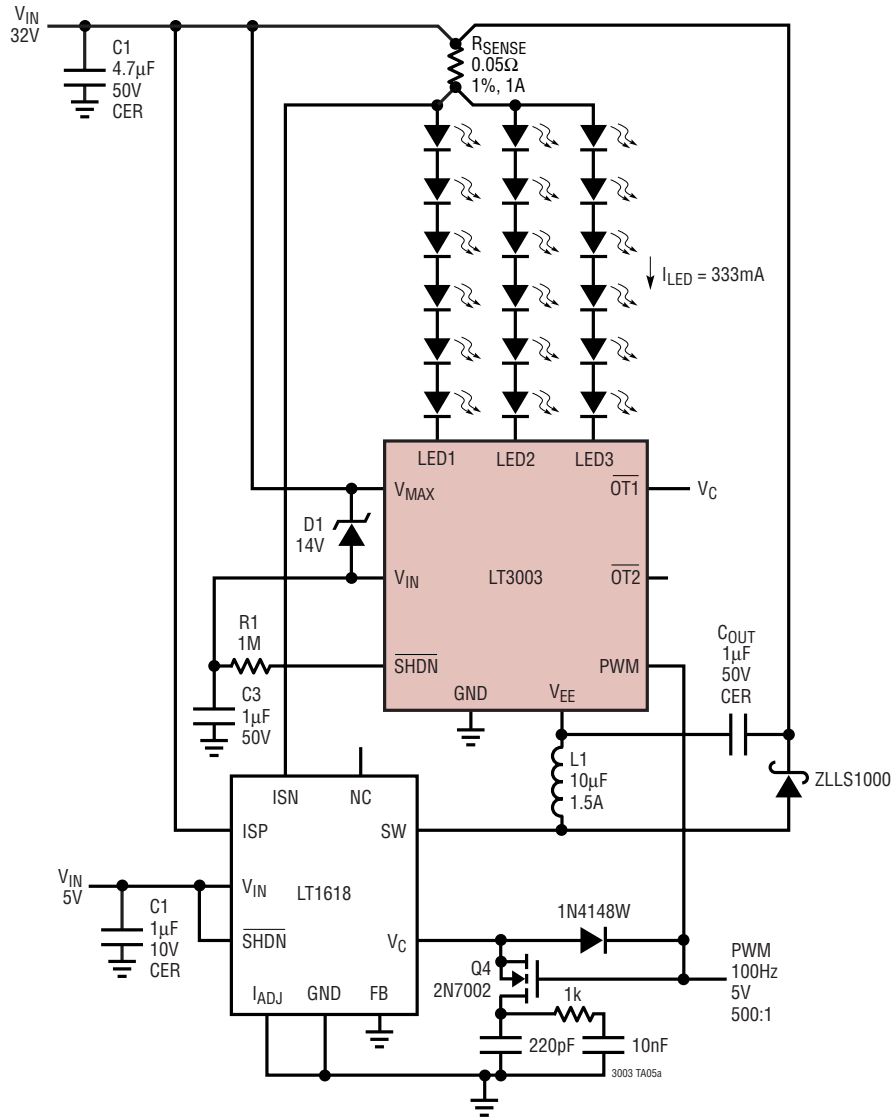 VIN
32V
C1
4.7µF
50V
CER
RSENSE
0.05Ω
1%, 1A
ILED = 333mA
LED1
LED2
LED3
VMAX
OT1
VC
D1
14V
VIN
LT3003
OT2
R1
1M
SHDN
PWM
COUT
1µF
50V
CER
GND
VEE
C3
1µF
50V
L1
10µF
1.5A
ZLLS1000
ISN
NC
ISP
SW
VIN
5V
VIN
LT1618
C1
1µF
10V
CER
SHDN
VC
1N4148W
PWM
100Hz
5V
500:1
Q4
2N7002
IADJ
GND
FB
1k
220pF
10nF
3003 TA05a